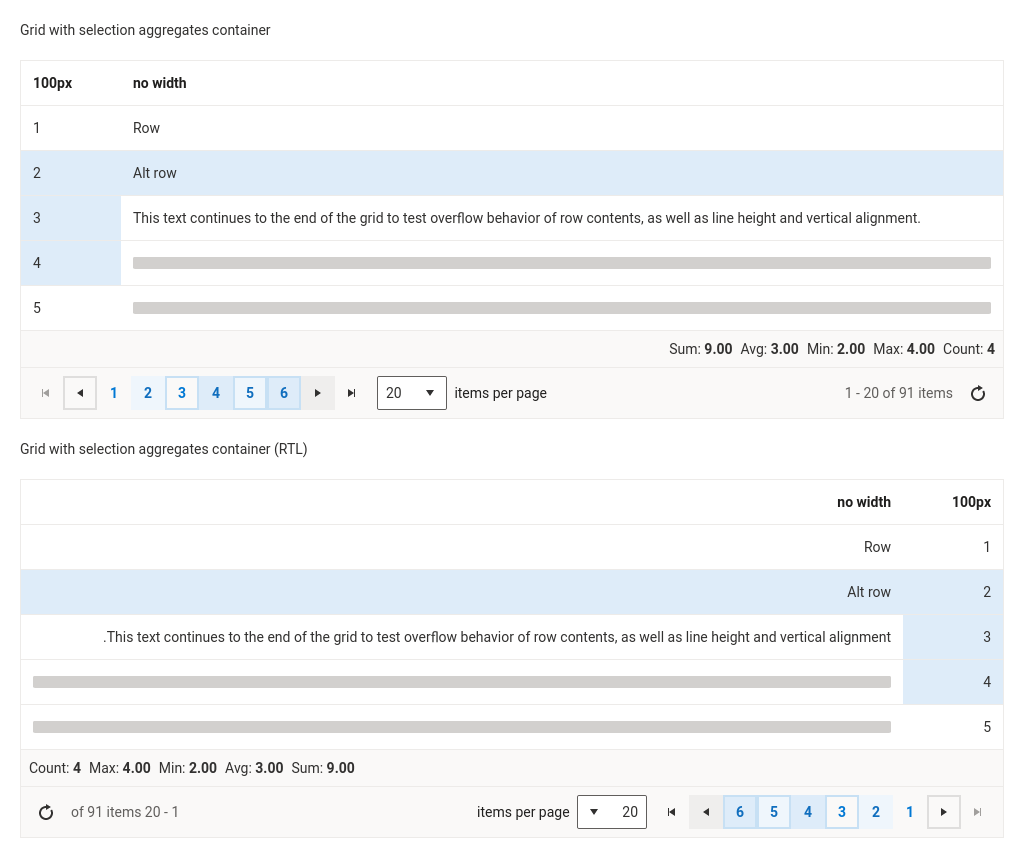 Grid with selection aggregates container
100px no width
1 Row
2 Alt row
3 This text continues to the end of the grid to test overflow behavior of row contents, as well as line height and vertical alignment.
4
5
Sum: 9.00 Avg: 3.00 Min: 2.00 Max: 4.00 Count: 4
1 2 3 4 5 6 20 items per page 1 - 20 of 91 items
Grid with selection aggregates container (RTL)
no width 100px
Row 1
Alt row 2
.This text continues to the end of the grid to test overflow behavior of row contents, as well as line height and vertical alignment 3
4
5
Count: 4 Max: 4.00 Min: 2.00 Avg: 3.00 Sum: 9.00
of 91 items 20 - 1 items per page 20 6 5 4 3 2 1